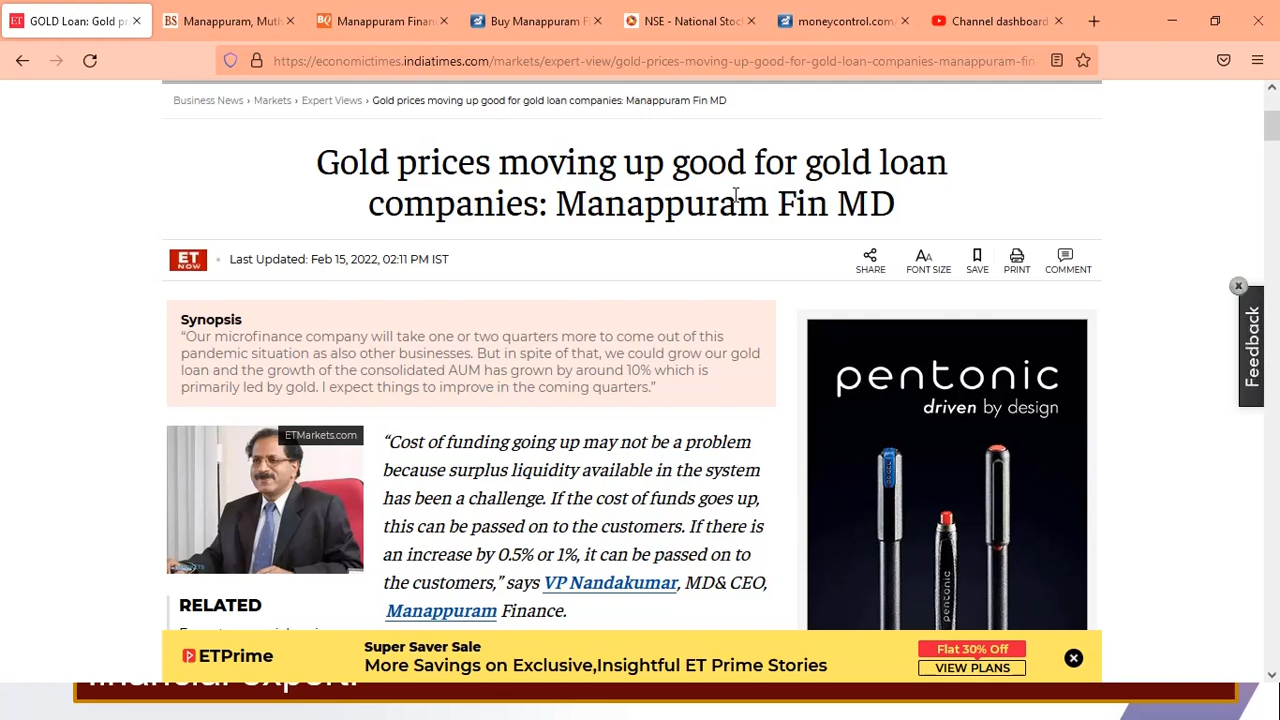 GOLD Loan: Gold pr
Manappuram, Muth
Manappuram Finan
Buy Manappuram F
NSE - National Stoc
moneycontrol.com
Channel dashboard
https://economictimes.indiatimes.com/markets/expert-view/gold-prices-moving-up-good-for-gold-loan-companies-manappuram-fin
Business News › Markets › Expert Views › Gold prices moving up good for gold loan companies: Manappuram Fin MD
Gold prices moving up good for gold loan
companies: Manappuram Fin MD
ET NOW • Last Updated: Feb 15, 2022, 02:11 PM IST
SHARE FONT SIZE SAVE PRINT COMMENT
Synopsis
“Our microfinance company will take one or two quarters more to come out of this
pandemic situation as also other businesses. But in spite of that, we could grow our gold
loan and the growth of the consolidated AUM has grown by around 10% which is
primarily led by gold. I expect things to improve in the coming quarters.”
ETMarkets.com
“Cost of funding going up may not be a problem
because surplus liquidity available in the system
has been a challenge. If the cost of funds goes up,
this can be passed on to the customers. If there is
an increase by 0.5% or 1%, it can be passed on to
the customers,” says VP Nandakumar, MD& CEO,
Manappuram Finance.
RELATED
pentonic
driven by design
pentonic
Feedback
ETPrime
Super Saver Sale
More Savings on Exclusive,Insightful ET Prime Stories
Flat 30% Off
VIEW PLANS
financial expert.